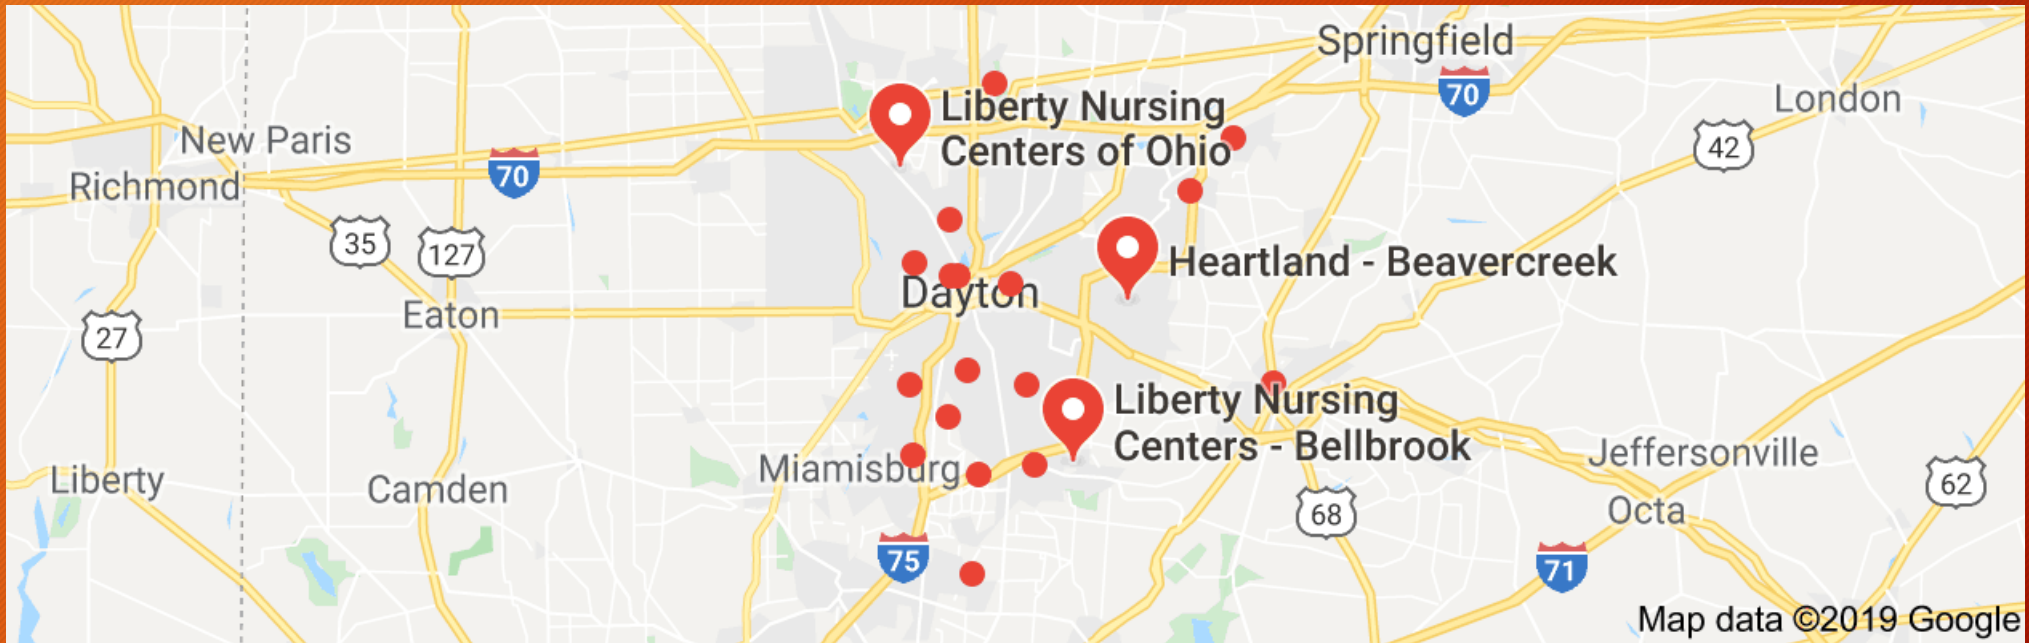 Springfield
70
London
Liberty Nursing
Centers of Ohio
42
New Paris
Richmond
70
35
127
Heartland - Beavercreek
Dayton
Eaton
27
Liberty Nursing
Centers - Bellbrook
Jeffersonville
Miamisburg
Liberty
Camden
62
Octa
68
75
71
Map data ©2019 Google